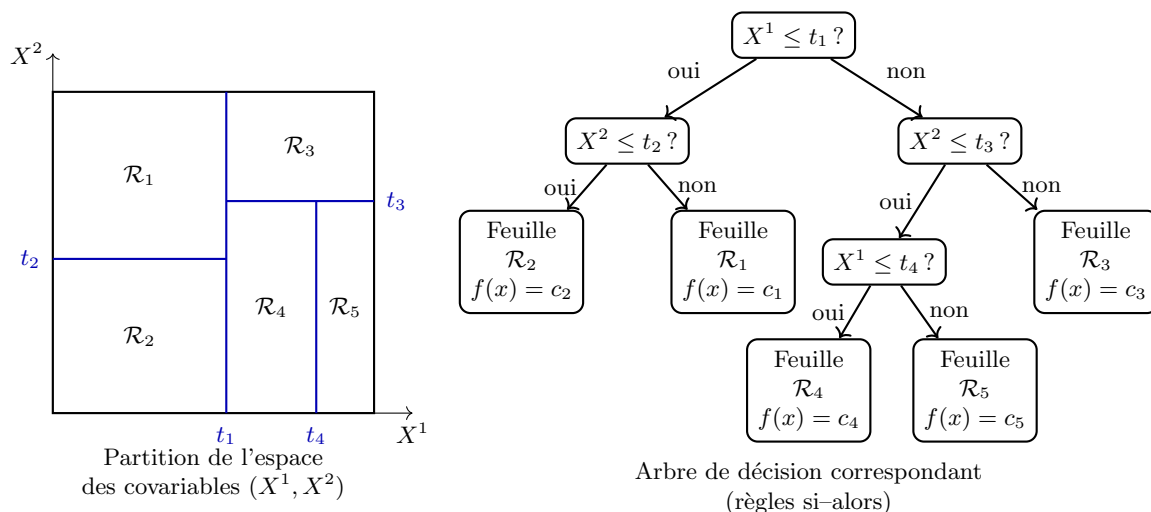 X²
R₁
R₃
t₃
t₂
R₄
R₅
R₂
t₁
t₄
X¹
Partition de l'espace
des covariables (X¹, X²)
X¹ ≤ t₁ ?
oui
non
X² ≤ t₂ ?
X² ≤ t₃ ?
oui
non
oui
non
Feuille
R₂
f(x) = c₂
Feuille
R₁
f(x) = c₁
X¹ ≤ t₄ ?
Feuille
R₃
f(x) = c₃
oui
non
Feuille
R₄
f(x) = c₄
Feuille
R₅
f(x) = c₅
Arbre de décision correspondant
(règles si–alors)